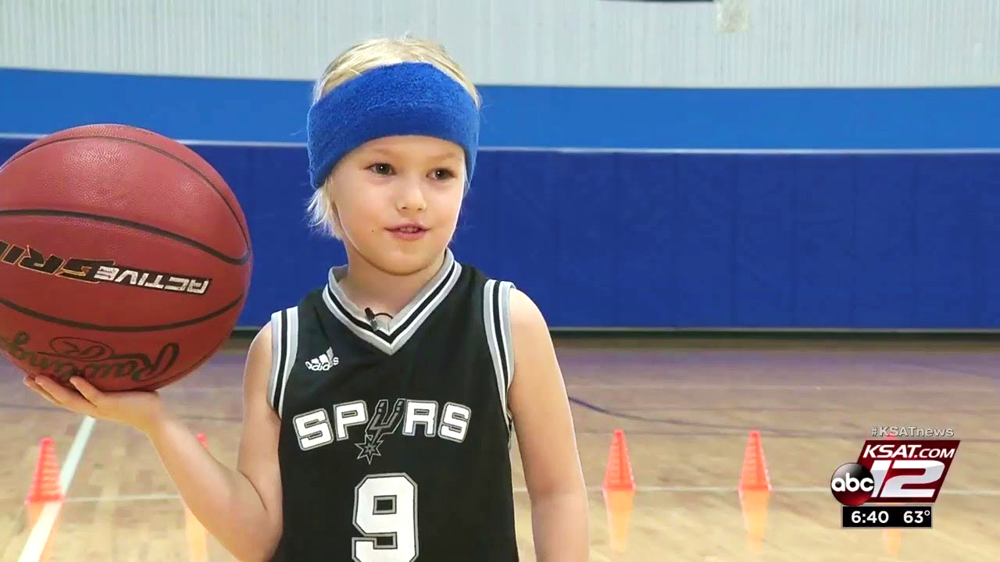 ACTIVE GRIP
Rawlings
adidas
SPURS
9
#KSATnews
KSAT.COM
abc 12
6:40 63°